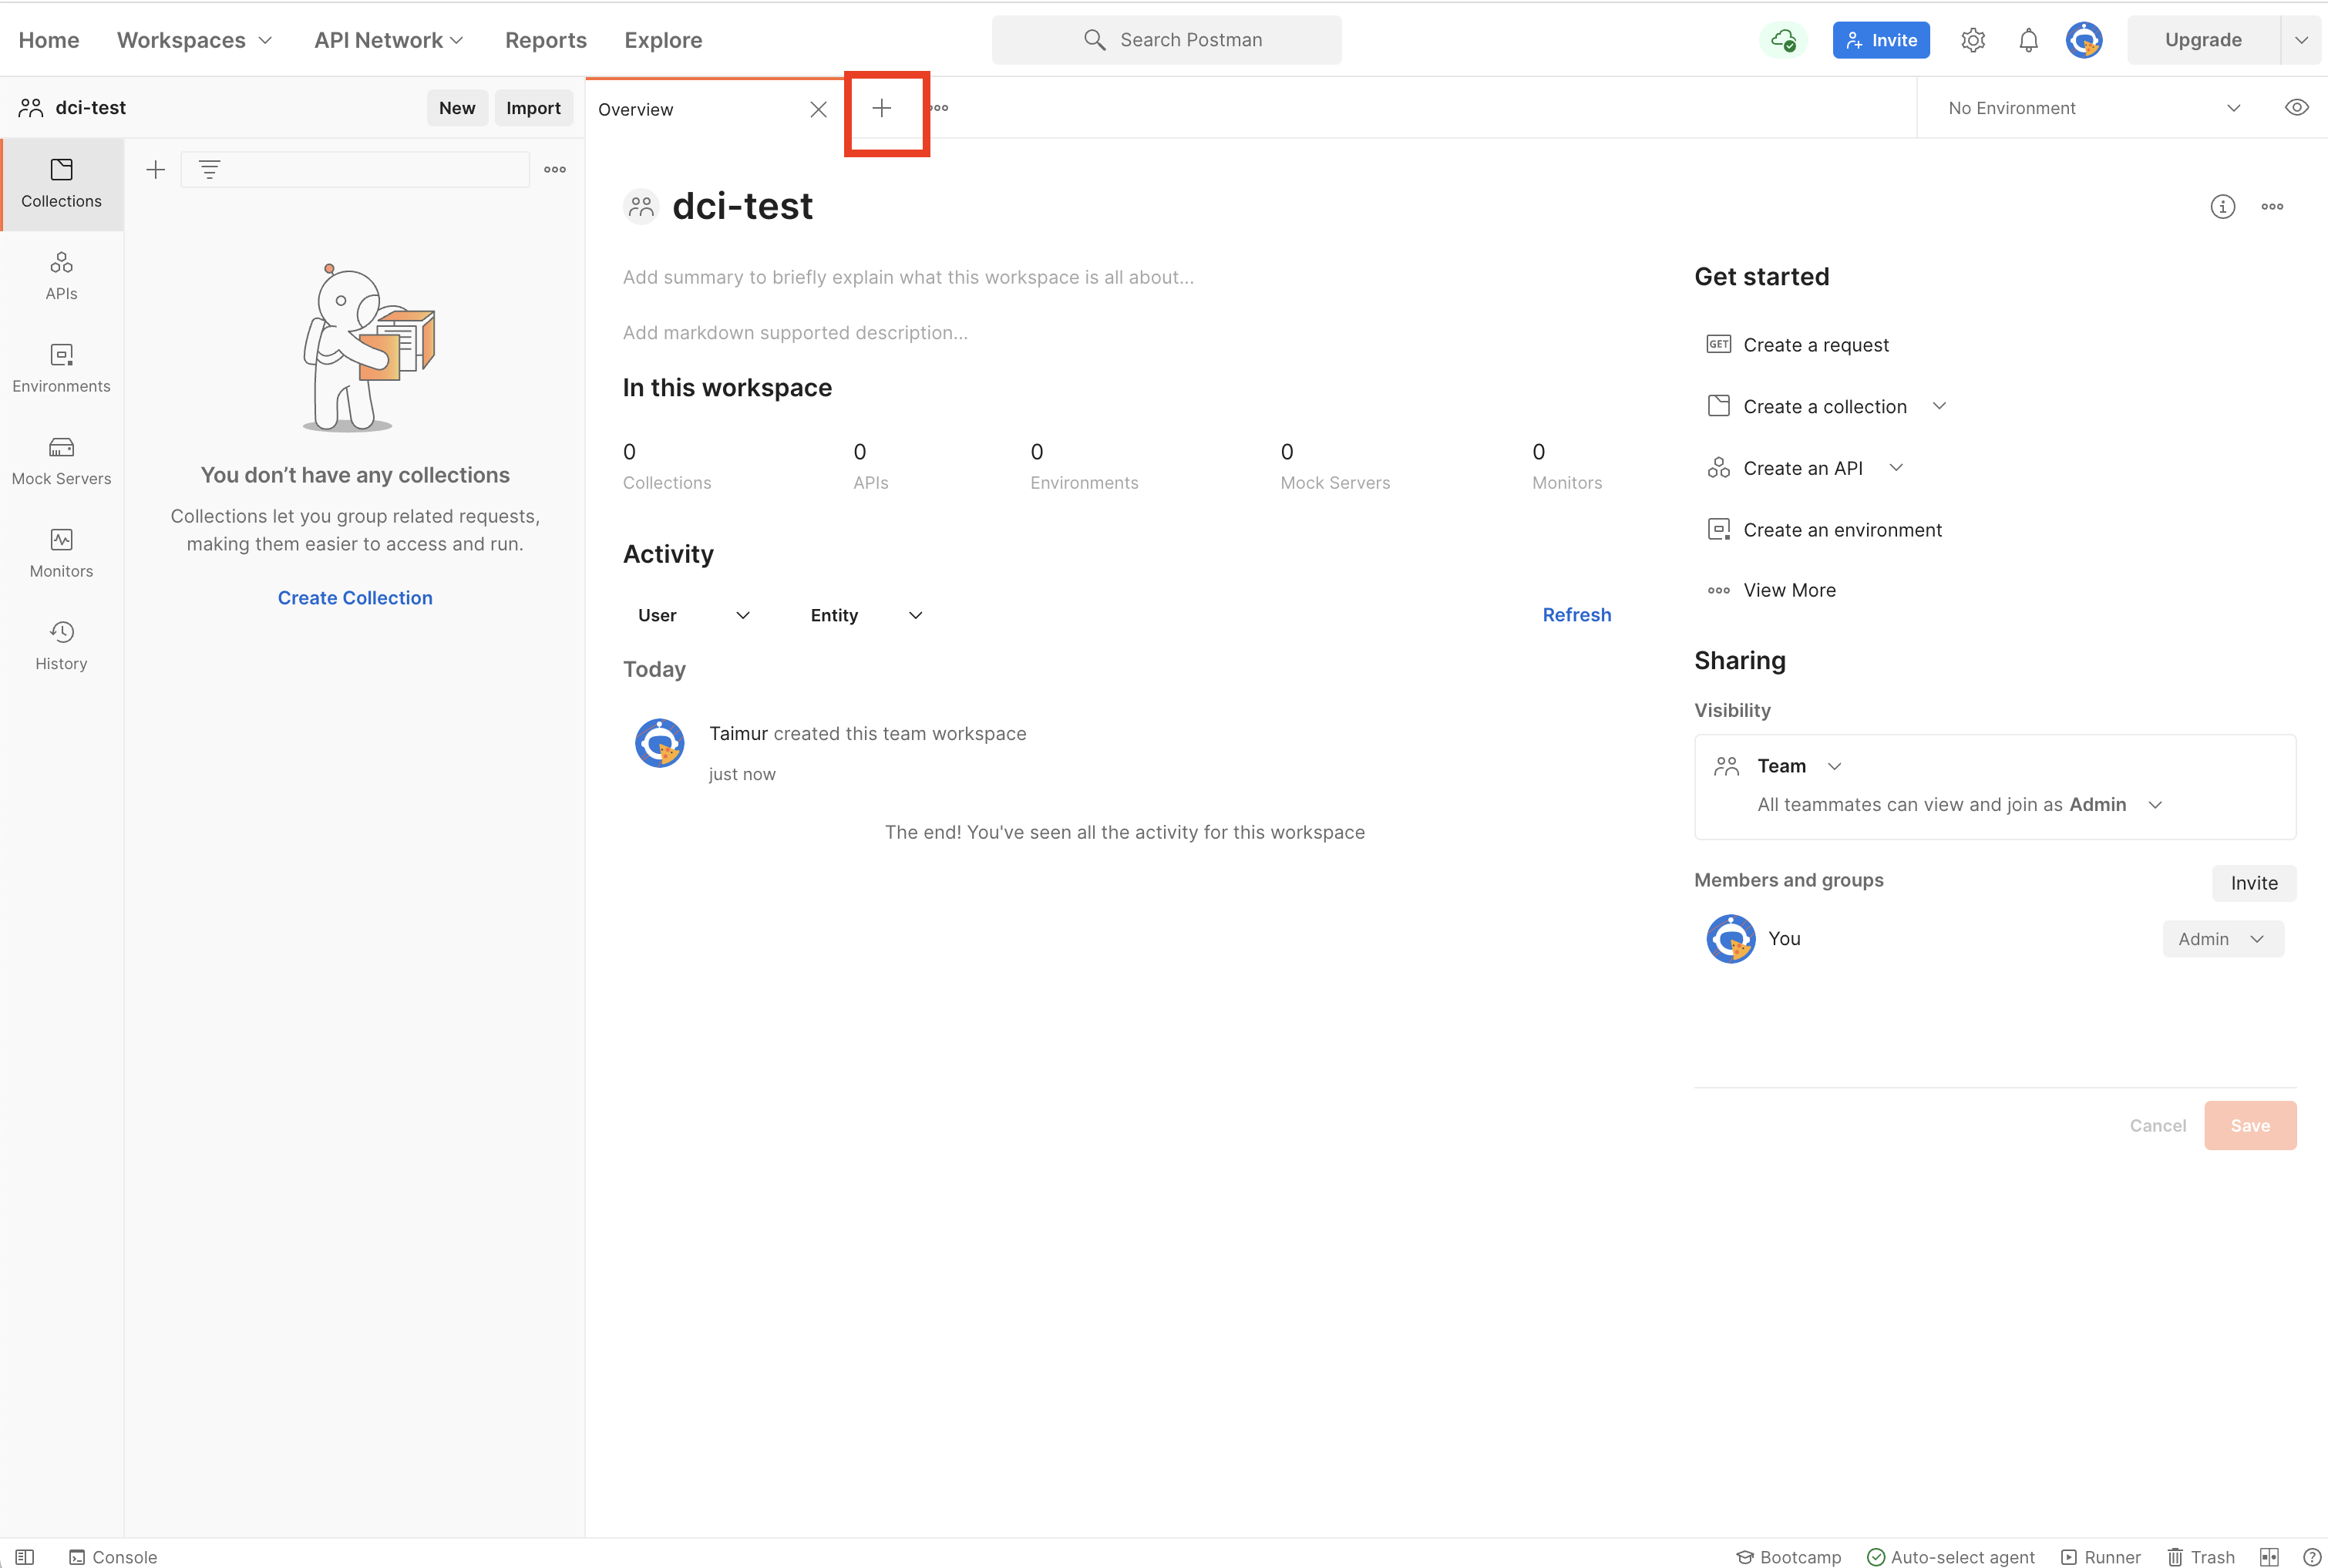 Home Workspaces API Network Reports Explore Search Postman Invite Upgrade
dci-test New Import Overview No Environment
Collections
APIs
Environments
Mock Servers
Monitors
History
You don’t have any collections
Collections let you group related requests,
making them easier to access and run.
Create Collection
dci-test
Add summary to briefly explain what this workspace is all about...
Add markdown supported description...
In this workspace
0 0 0 0 0
Collections APIs Environments Mock Servers Monitors
Activity
User Entity Refresh
Today
Taimur created this team workspace
just now
The end! You've seen all the activity for this workspace
Get started
GET Create a request
Create a collection
Create an API
Create an environment
View More
Sharing
Visibility
Team
All teammates can view and join as Admin
Members and groups Invite
You Admin
Cancel Save
Console Bootcamp Auto-select agent Runner Trash